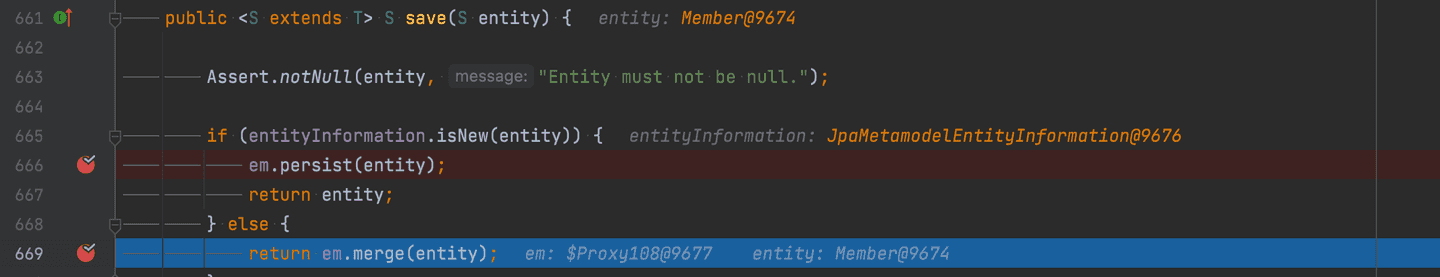 661 public <S extends T> S save(S entity) { entity: Member@9674
662
663 Assert.notNull(entity, message: "Entity must not be null.");
664
665 if (entityInformation.isNew(entity)) { entityInformation: JpaMetamodelEntityInformation@9676
666 em.persist(entity);
667 return entity;
668 } else {
669 return em.merge(entity); em: $Proxy108@9677 entity: Member@9674